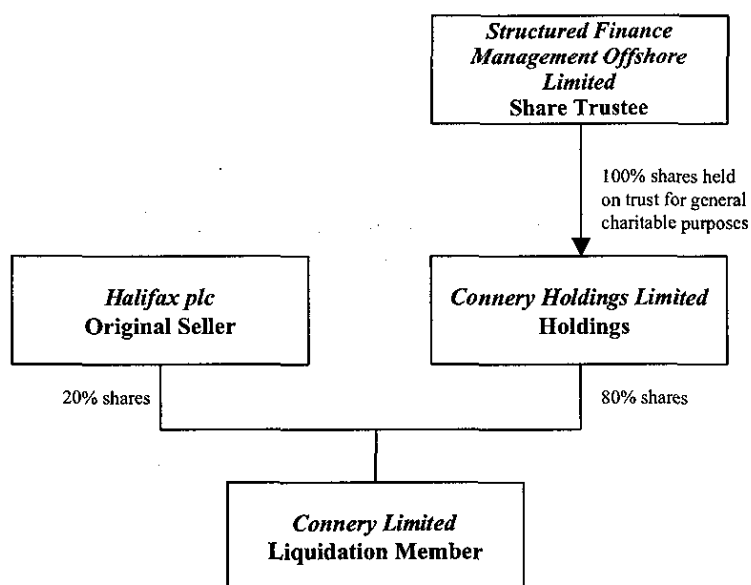 Structured Finance
Management Offshore
Limited
Share Trustee
100% shares held
on trust for general
charitable purposes
Halifax plc
Original Seller
Connery Holdings Limited
Holdings
20% shares
80% shares
Connery Limited
Liquidation Member